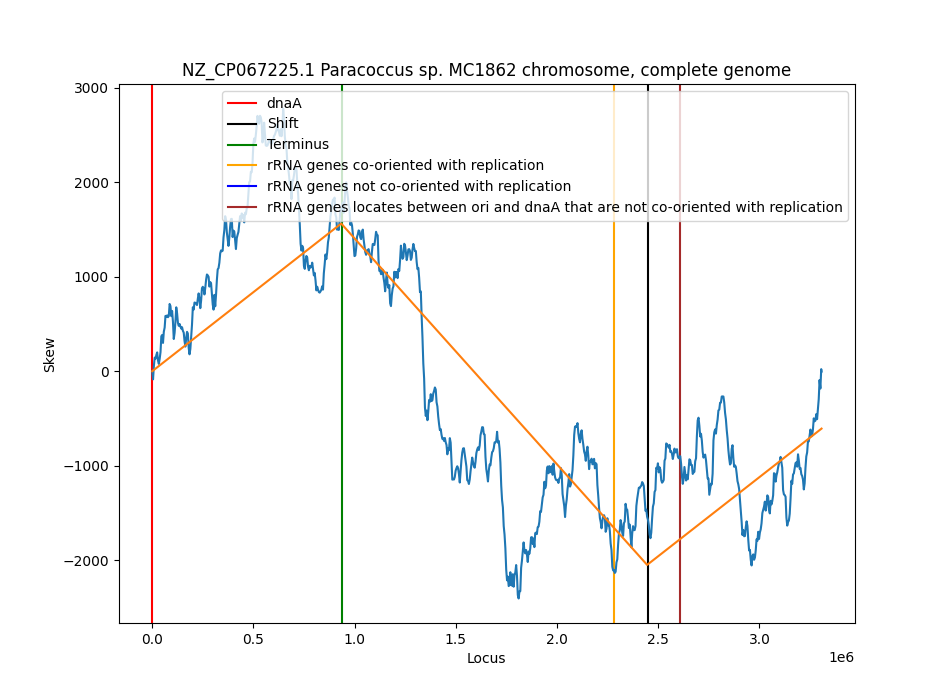 NZ_CP067225.1 Paracoccus sp. MC1862 chromosome, complete genome
dnaA
Shift
Terminus
rRNA genes co-oriented with replication
rRNA genes not co-oriented with replication
rRNA genes locates between ori and dnaA that are not co-oriented with replication
3000
2000
1000
0
−1000
−2000
Skew
0.0 0.5 1.0 1.5 2.0 2.5 3.0
1e6
Locus